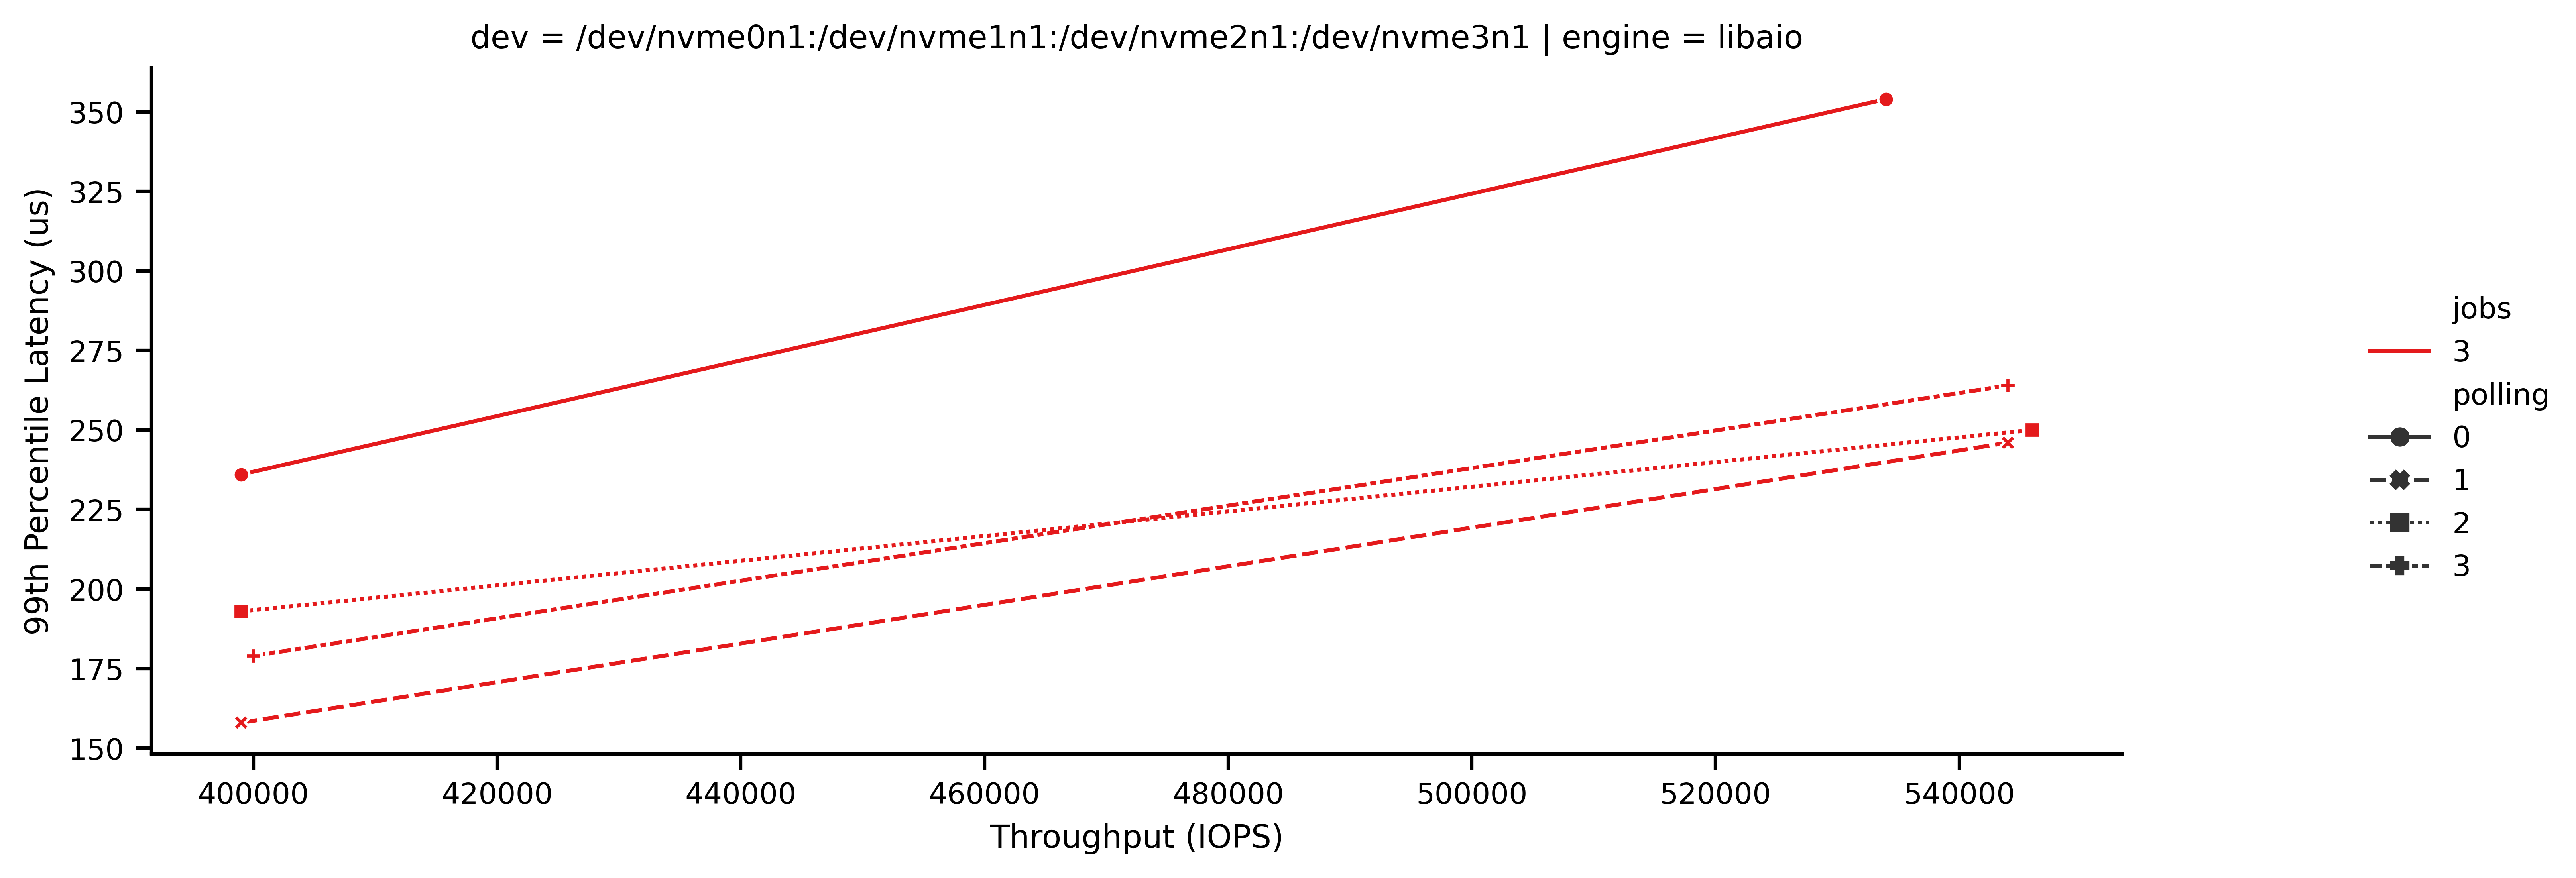 dev = /dev/nvme0n1:/dev/nvme1n1:/dev/nvme2n1:/dev/nvme3n1 | engine = libaio
99th Percentile Latency (us)
350
325
300
275
250
225
200
175
150
400000 420000 440000 460000 480000 500000 520000 540000
Throughput (IOPS)
jobs
3
polling
0
1
2
3